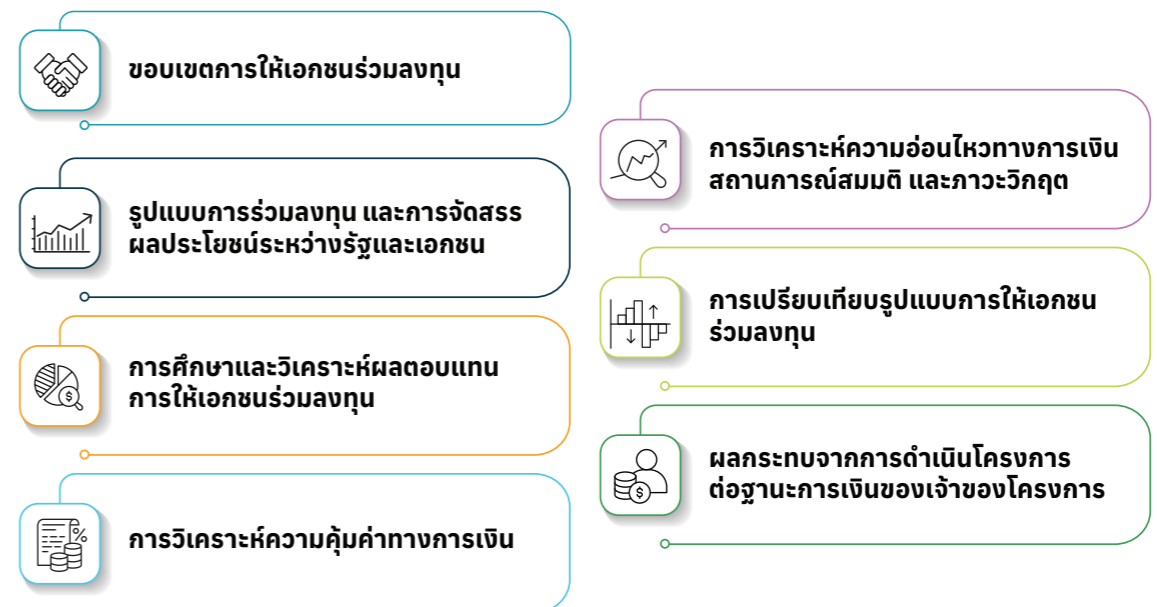 ขอบเขตการให้เอกชนร่วมลงทุน
รูปแบบการร่วมลงทุน และการจัดสรร
ผลประโยชน์ระหว่างรัฐและเอกชน
การศึกษาและวิเคราะห์ผลตอบแทน
การให้เอกชนร่วมลงทุน
การวิเคราะห์ความคุ้มค่าทางการเงิน
การวิเคราะห์ความอ่อนไหวทางการเงิน
สถานการณ์สมมติ และภาวะวิกฤต
การเปรียบเทียบรูปแบบการให้เอกชน
ร่วมลงทุน
ผลกระทบจากการดำเนินโครงการ
ต่อฐานะการเงินของเจ้าของโครงการ